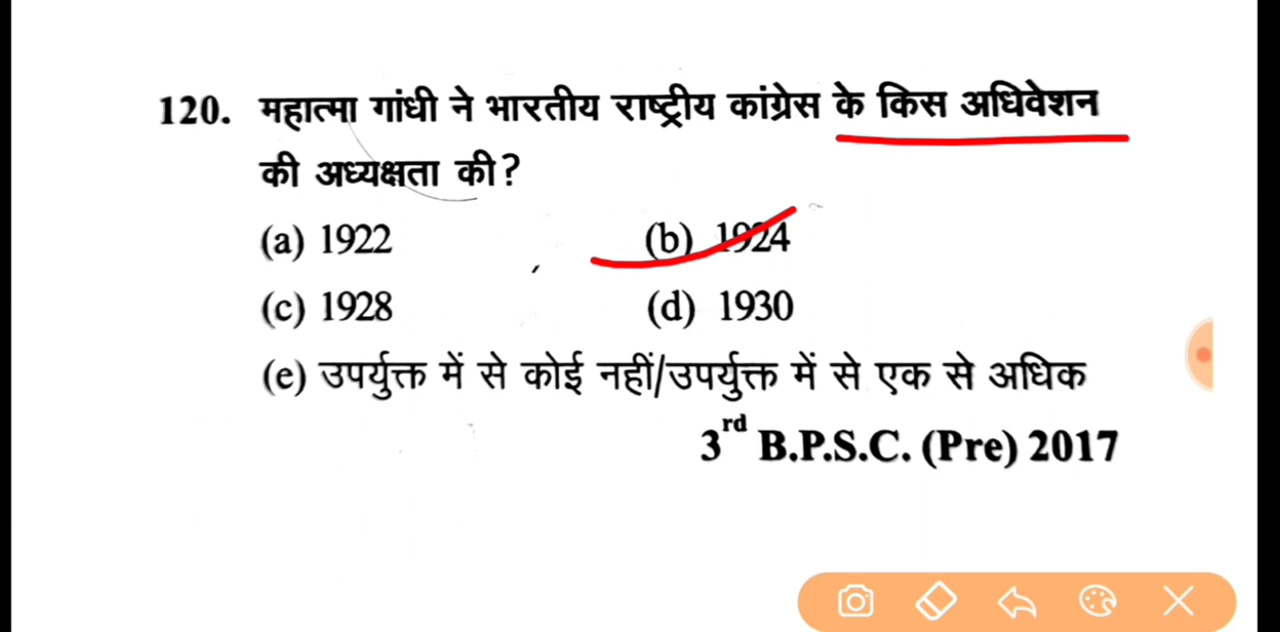 120. महात्मा गांधी ने भारतीय राष्ट्रीय कांग्रेस के किस अधिवेशन
की अध्यक्षता की?
(a) 1922 (b) 1924
(c) 1928 (d) 1930
(e) उपर्युक्त में से कोई नहीं/उपर्युक्त में से एक से अधिक
3rd B.P.S.C. (Pre) 2017